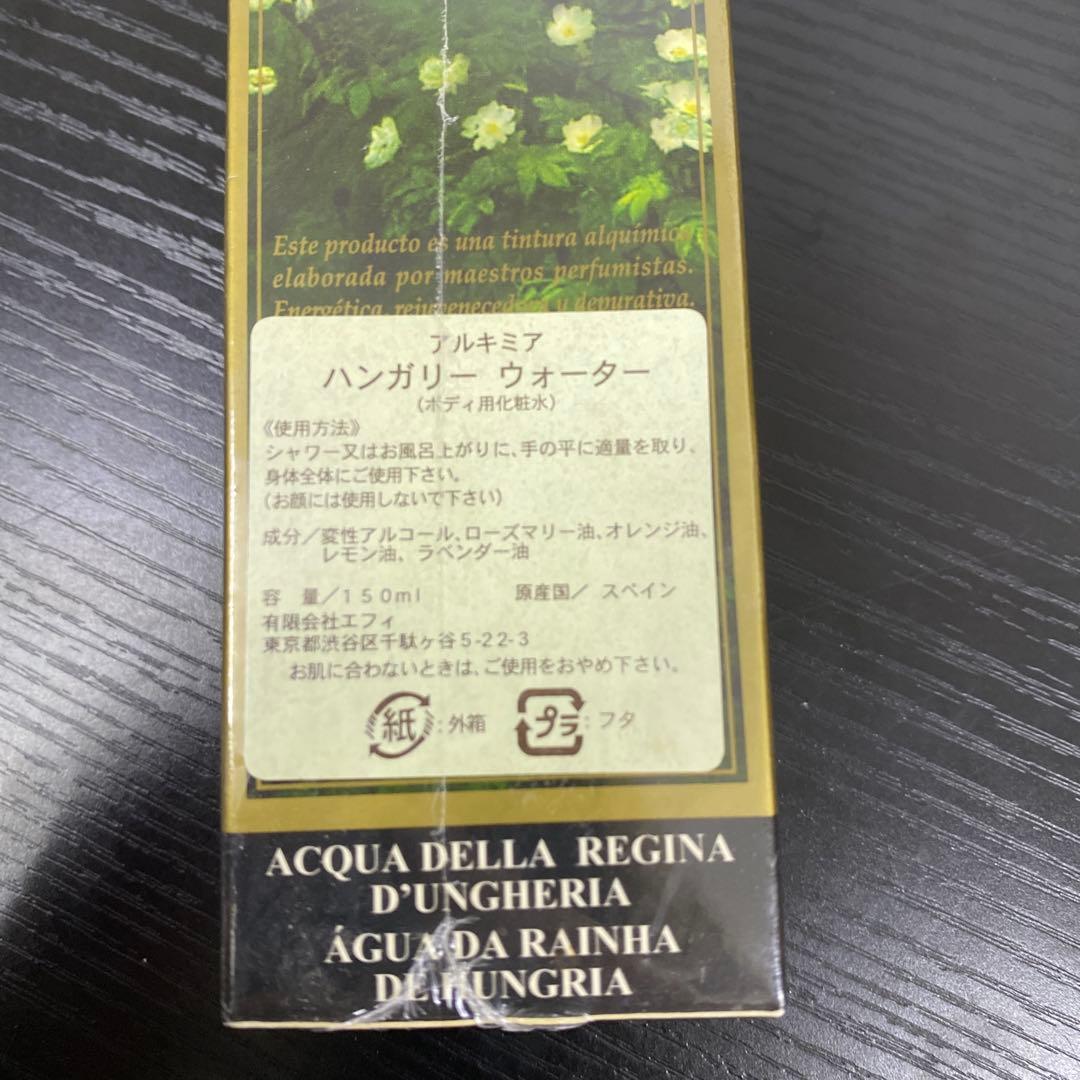 Este producto es una tintura alquímica
elaborada por maestros perfumistas.
Energética, rejuvenecedora y depurativa.
アルキミア
ハンガリー ウォーター
(ボディ用化粧水)
《使用方法》
シャワー又はお風呂上がりに、手の平に適量を取り、
身体全体にご使用下さい。
(お顔には使用しないで下さい)
成分/変性アルコール、ローズマリー油、オレンジ油、
レモン油、ラベンダー油
容 量/150ml 原産国/ スペイン
有限会社エフィ
東京都渋谷区千駄ヶ谷5-22-3
お肌に合わないときは、ご使用をおやめ下さい。
紙:外箱 プラ:フタ
ACQUA DELLA REGINA
D'UNGHERIA
ÁGUA DA RAINHA
DE HUNGRIA